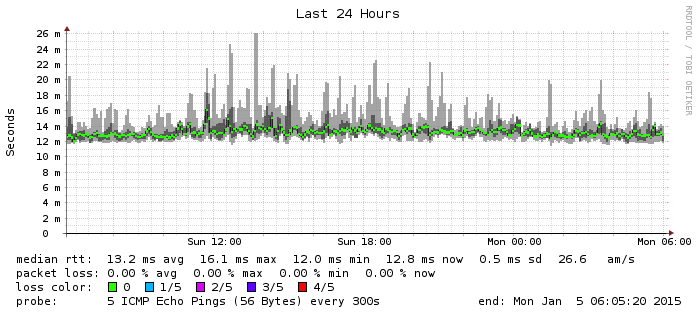 Last 24 Hours
RRDTOOL / TOBI OETIKER
Seconds
26 m
24 m
22 m
20 m
18 m
16 m
14 m
12 m
10 m
8 m
6 m
4 m
2 m
0
Sun 12:00 Sun 18:00 Mon 00:00 Mon 06:00
median rtt: 13.2 ms avg 16.1 ms max 12.0 ms min 12.8 ms now 0.5 ms sd 26.6 am/s
packet loss: 0.00 % avg 0.00 % max 0.00 % min 0.00 % now
loss color: 0 1/5 2/5 3/5 4/5
probe: 5 ICMP Echo Pings (56 Bytes) every 300s end: Mon Jan 5 06:05:20 2015